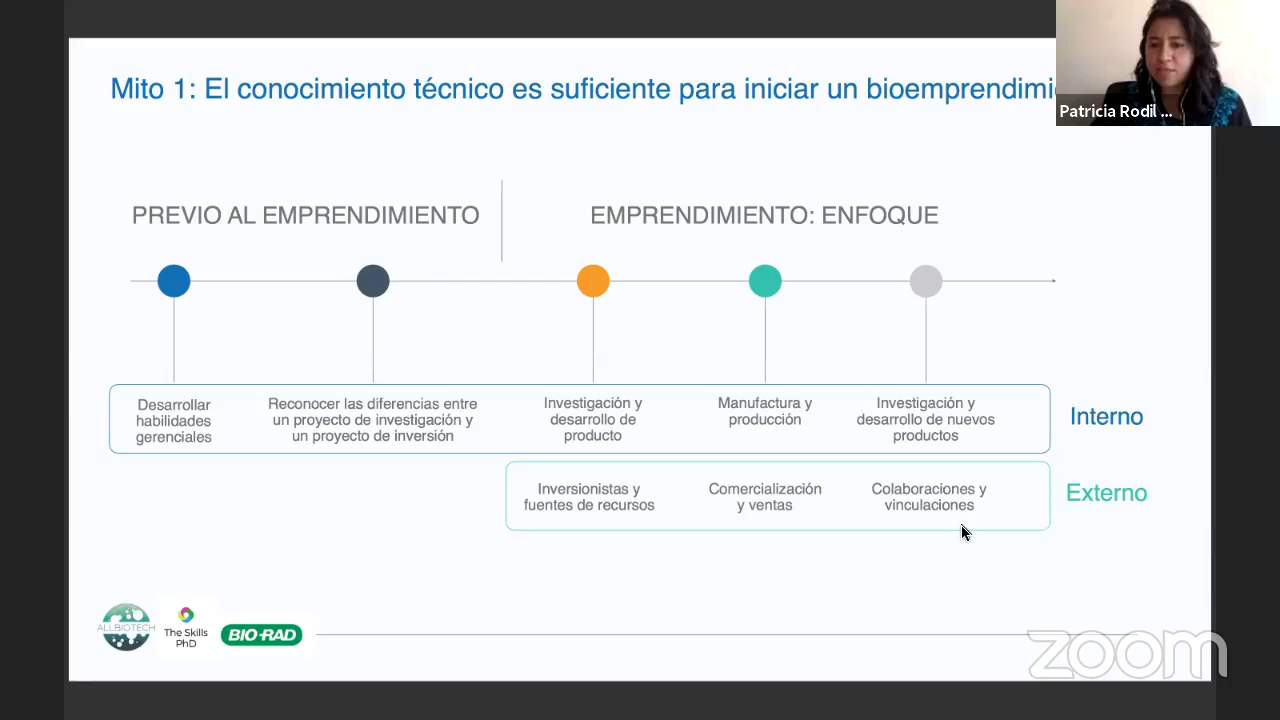 Mito 1: El conocimiento técnico es suficiente para iniciar un
Patricia Rodil ...
PREVIO AL EMPRENDIMIENTO
EMPRENDIMIENTO: ENFOQUE
Desarrollar
habilidades
gerenciales
Reconocer las diferencias entre
un proyecto de investigación y
un proyecto de inversión
Investigación y
desarrollo de
producto
Manufactura y
producción
Investigación y
desarrollo de nuevos
productos
Interno
Inversionistas y
fuentes de recursos
Comercialización
y ventas
Colaboraciones y
vinculaciones
Externo
ALLBIOTECH
The Skills
PhD
BIO-RAD
zoom